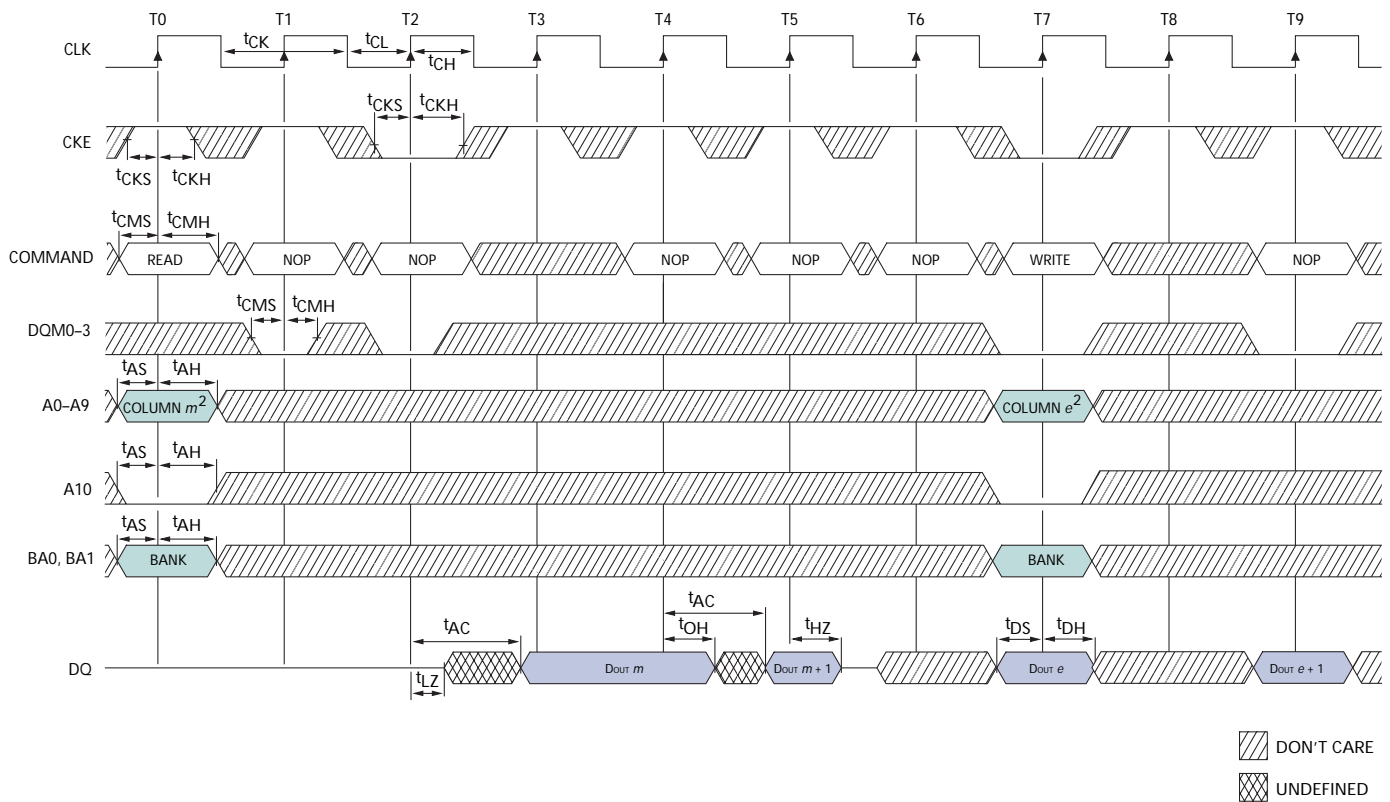 T0 T1 T2 T3 T4 T5 T6 T7 T8 T9
CLK
tCK tCL
tCH
CKE
tCKS tCKH
tCKS tCKH
tCMS tCMH
COMMAND READ NOP NOP NOP NOP NOP WRITE NOP
tCMS tCMH
DQM0–3
tAS tAH
A0–A9 COLUMN m² COLUMN e²
tAS tAH
A10
tAS tAH
BA0, BA1 BANK BANK
tAC
tAC tOH tHZ tDS tDH
DQ DOUT m DOUT m + 1 DOUT e DOUT e + 1
tLZ
DON'T CARE
UNDEFINED